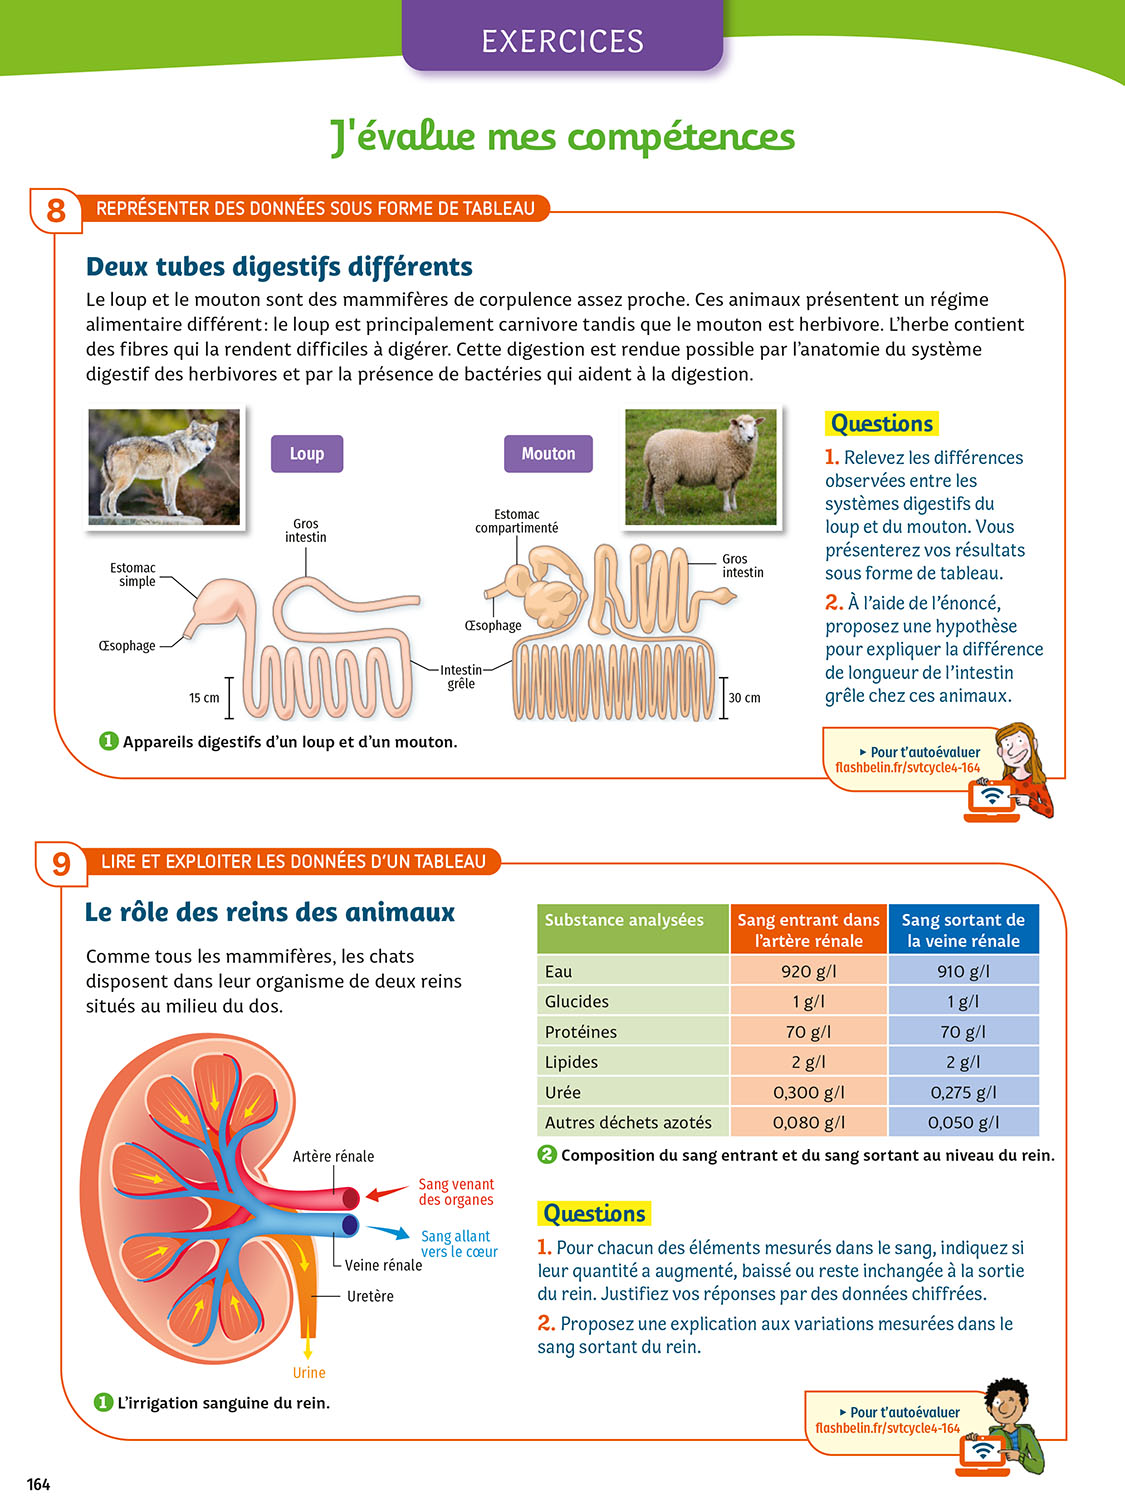 EXERCICES
J'évalue mes compétences
8
REPRÉSENTER DES DONNÉES SOUS FORME DE TABLEAU
Deux tubes digestifs différents
Le loup et le mouton sont des mammifères de corpulence assez proche. Ces animaux présentent un régime
alimentaire différent: le loup est principalement carnivore tandis que le mouton est herbivore. L'herbe contient
des fibres qui la rendent difficiles à digérer. Cette digestion est rendue possible par l'anatomie du système
digestif des herbivores et par la présence de bactéries qui aident à la digestion.
Loup
Gros
intestin
Estomac
simple
Œsophage
15 cm
Mouton
Estomac
compartimenté
Gros
intestin
Œsophage
Intestin
grêle
30 cm
1 Appareils digestifs d'un loup et d'un mouton.
Questions
1. Relevez les différences
observées entre les
systèmes digestifs du
loup et du mouton. Vous
présenterez vos résultats
sous forme de tableau.
2. À l'aide de l'énoncé,
proposez une hypothèse
pour expliquer la différence
de longueur de l'intestin
grêle chez ces animaux.
▸ Pour t'autoévaluer
flashbelin.fr/svtcycle4-164
9
LIRE ET EXPLOITER LES DONNÉES D'UN TABLEAU
Le rôle des reins des animaux
Comme tous les mammifères, les chats
disposent dans leur organisme de deux reins
situés au milieu du dos.
Artère rénale
Sang venant
des organes
Sang allant
vers le cœur
Veine rénale
Uretère
Urine
1 L'irrigation sanguine du rein.
Substance analysées Sang entrant dans l'artère rénale Sang sortant de la veine rénale
Eau 920 g/l 910 g/l
Glucides 1 g/l 1 g/l
Protéines 70 g/l 70 g/l
Lipides 2 g/l 2 g/l
Urée 0,300 g/l 0,275 g/l
Autres déchets azotés 0,080 g/l 0,050 g/l
2 Composition du sang entrant et du sang sortant au niveau du rein.
Questions
1. Pour chacun des éléments mesurés dans le sang, indiquez si
leur quantité a augmenté, baissé ou reste inchangée à la sortie
du rein. Justifiez vos réponses par des données chiffrées.
2. Proposez une explication aux variations mesurées dans le
sang sortant du rein.
▸ Pour t'autoévaluer
flashbelin.fr/svtcycle4-164
164